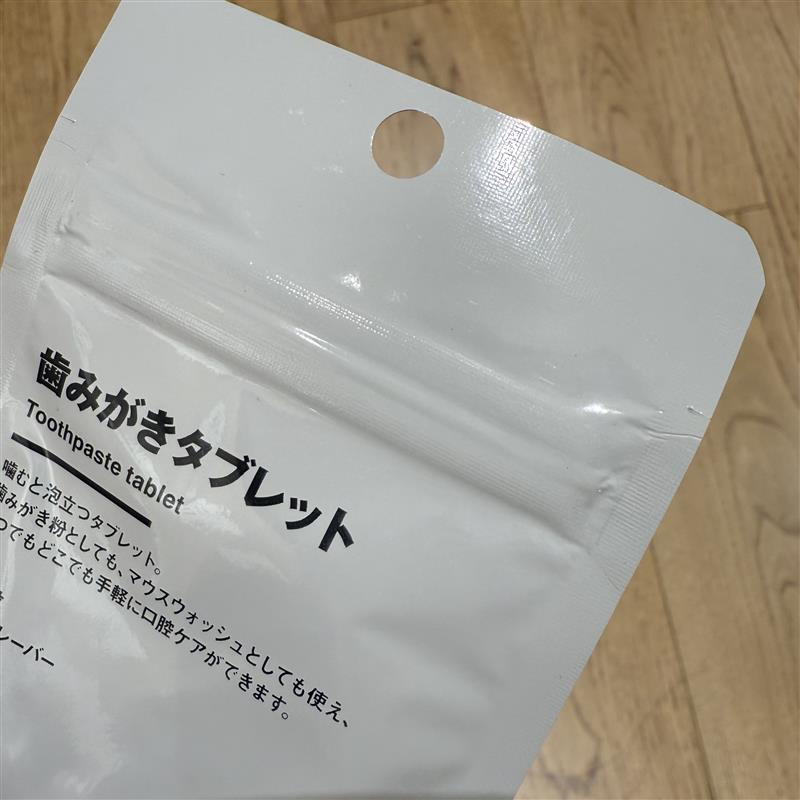 歯みがきタブレット
Toothpaste tablet
噛むと泡立つタブレット。
歯みがき粉としても、マウスウォッシュとしても使え、
つでもどこでも手軽に口腔ケアができます。
レーバー